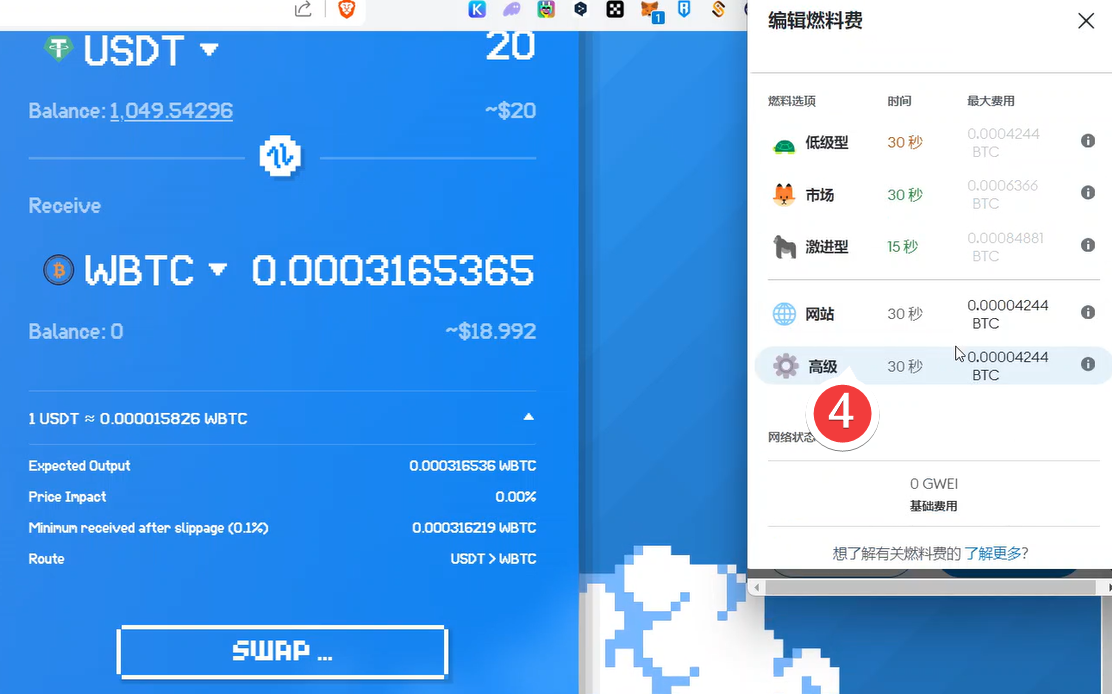 USDT
20
Balance: 1,049.54296
~$20
Receive
WBTC
0.0003165365
Balance: 0
~$18.992
1 USDT ≈ 0.000015826 WBTC
Expected Output
0.000316536 WBTC
Price Impact
0.00%
Minimum received after slippage (0.1%)
0.000316219 WBTC
Route
USDT > WBTC
SWAP ...
1
编辑燃料费
燃料选项 时间 最大费用
低级型 30 秒 0.0004244
BTC
市场 30 秒 0.0006366
BTC
激进型 15 秒 0.00084881
BTC
网站 30 秒 0.00004244
BTC
高级 30 秒 0.00004244
BTC
4
网络状态
0 GWEI
基础费用
想了解有关燃料费的 了解更多?